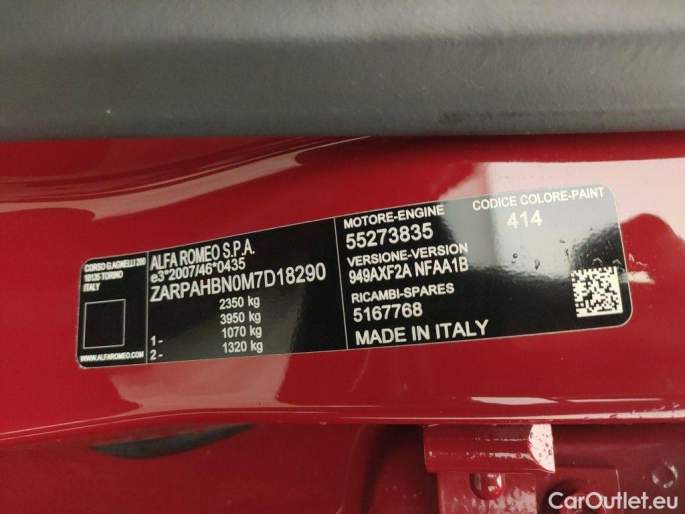 CORSO G.AGNELLI 200
10135 TORINO
ITALY
WWW.ALFAROMEO.COM
ALFA ROMEO S.P.A.
e3*2007/46*0435
ZARPAHBN0M7D18290
2350 kg
3950 kg
1- 1070 kg
2- 1320 kg
MOTORE-ENGINE
55273835
VERSIONE-VERSION
949AXF2A NFAA1B
RICAMBI-SPARES
5167768
MADE IN ITALY
CODICE COLORE-PAINT
414
CarOutlet.eu